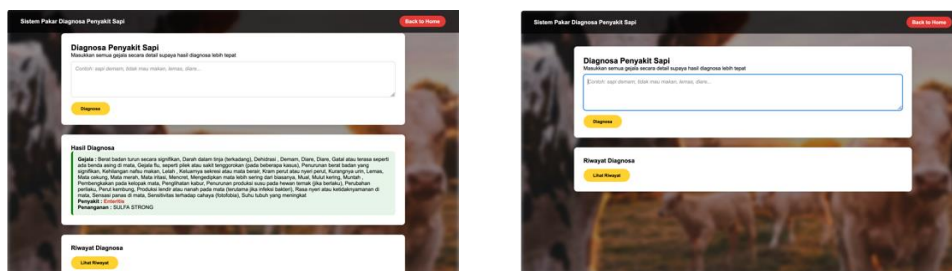 Sistem Pakar Diagnosa Penyakit Sapi
Back to Home
Diagnosa Penyakit Sapi
Masukkan semua gejala secara detail supaya hasil diagnosa lebih tepat
Contoh: sapi demam, tidak mau makan, lemas, diare...
Diagnosa
Hasil Diagnosa
Gejala : Berat badan turun secara signifikan, Darah dalam tinja (terkadang), Dehidrasi , Demam, Diare, Diare, Gatal atau terasa seperti
ada benda asing di mata, Gejala flu, seperti pilek atau sakit tenggorokan (pada beberapa kasus), Penurunan berat badan yang
signifikan, Kehilangan nafsu makan, Lelah , Keluarnya sekresi atau mata berair, Kram perut atau nyeri perut, Kurangnya urin, Lemas,
Mata cekung, Mata merah, Mata iritasi, Mencret, Mengedipkan mata lebih sering dari biasanya, Mual, Mulut kering, Muntah ,
Pembengkakan pada kelopak mata, Penglihatan kabur, Penurunan produksi susu pada hewan ternak (jika berlaku), Perubahan
perilaku, Perut kembung, Produksi lendir atau nanah pada mata (terutama jika infeksi bakteri), Rasa nyeri atau ketidaknyamanan di
mata, Sensasi panas di mata, Sensitivitas terhadap cahaya (fotofobia), Suhu tubuh yang meningkat
Penyakit : Enteritis
Penanganan : SULFA STRONG
Riwayat Diagnosa
Lihat Riwayat
Sistem Pakar Diagnosa Penyakit Sapi
Back to Home
Diagnosa Penyakit Sapi
Masukkan semua gejala secara detail supaya hasil diagnosa lebih tepat
Contoh: sapi demam, tidak mau makan, lemas, diare...
Diagnosa
Riwayat Diagnosa
Lihat Riwayat